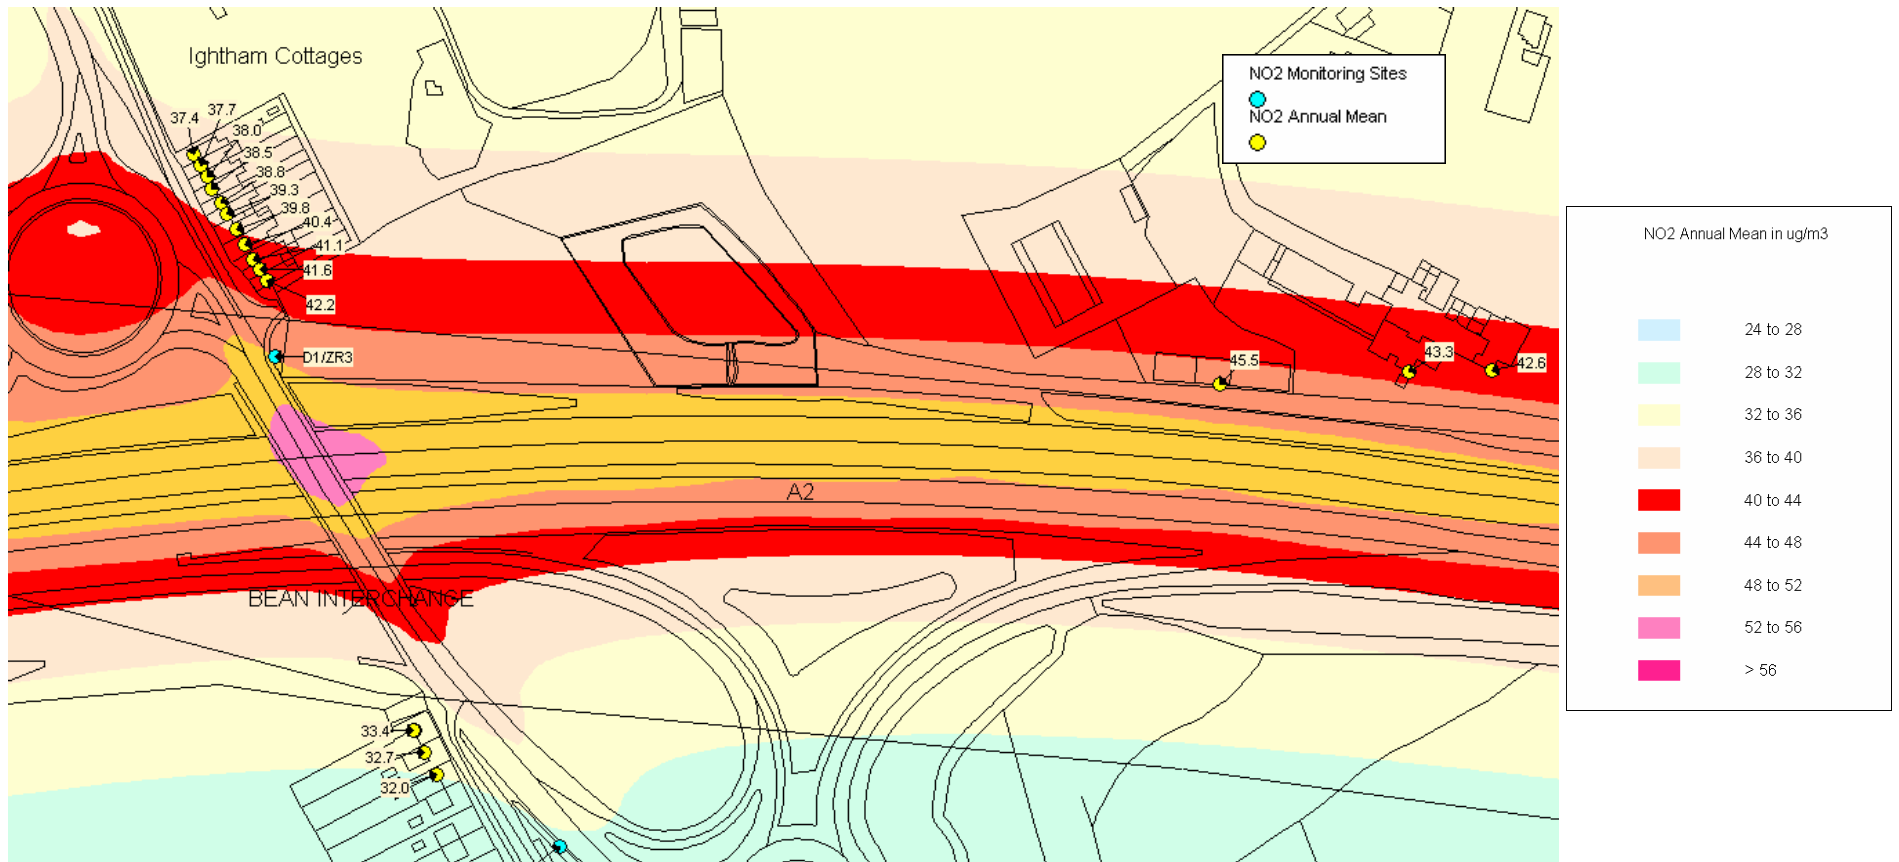 Ightham Cottages
NO2 Monitoring Sites
NO2 Annual Mean
37.4
37.7
38.0
38.5
38.8
39.3
39.8
40.4
41.1
41.6
42.2
D1/ZR3
45.5
43.3
42.6
A2
BEAN INTERCHANGE
33.4
32.7
32.0
NO2 Annual Mean in ug/m3
24 to 28
28 to 32
32 to 36
36 to 40
40 to 44
44 to 48
48 to 52
52 to 56
> 56